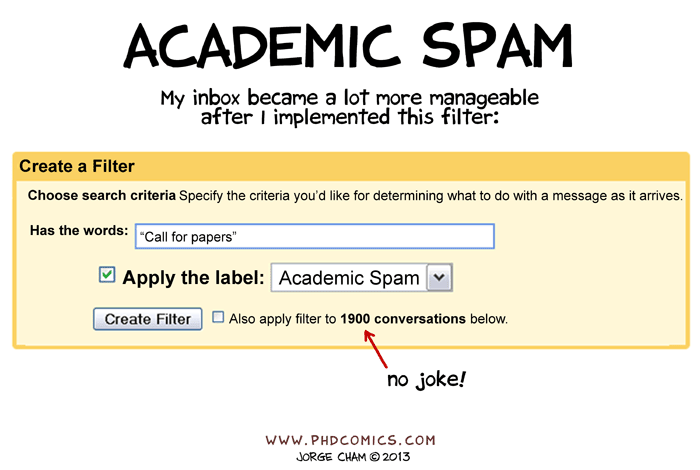 ACADEMIC SPAM
My inbox became a lot more manageable
after I implemented this filter:
Create a Filter
Choose search criteria Specify the criteria you'd like for determining what to do with a message as it arrives.
Has the words: “Call for papers”
Apply the label: Academic Spam
Create Filter Also apply filter to 1900 conversations below.
no joke!
WWW.PHDCOMICS.COM
JORGE CHAM © 2013